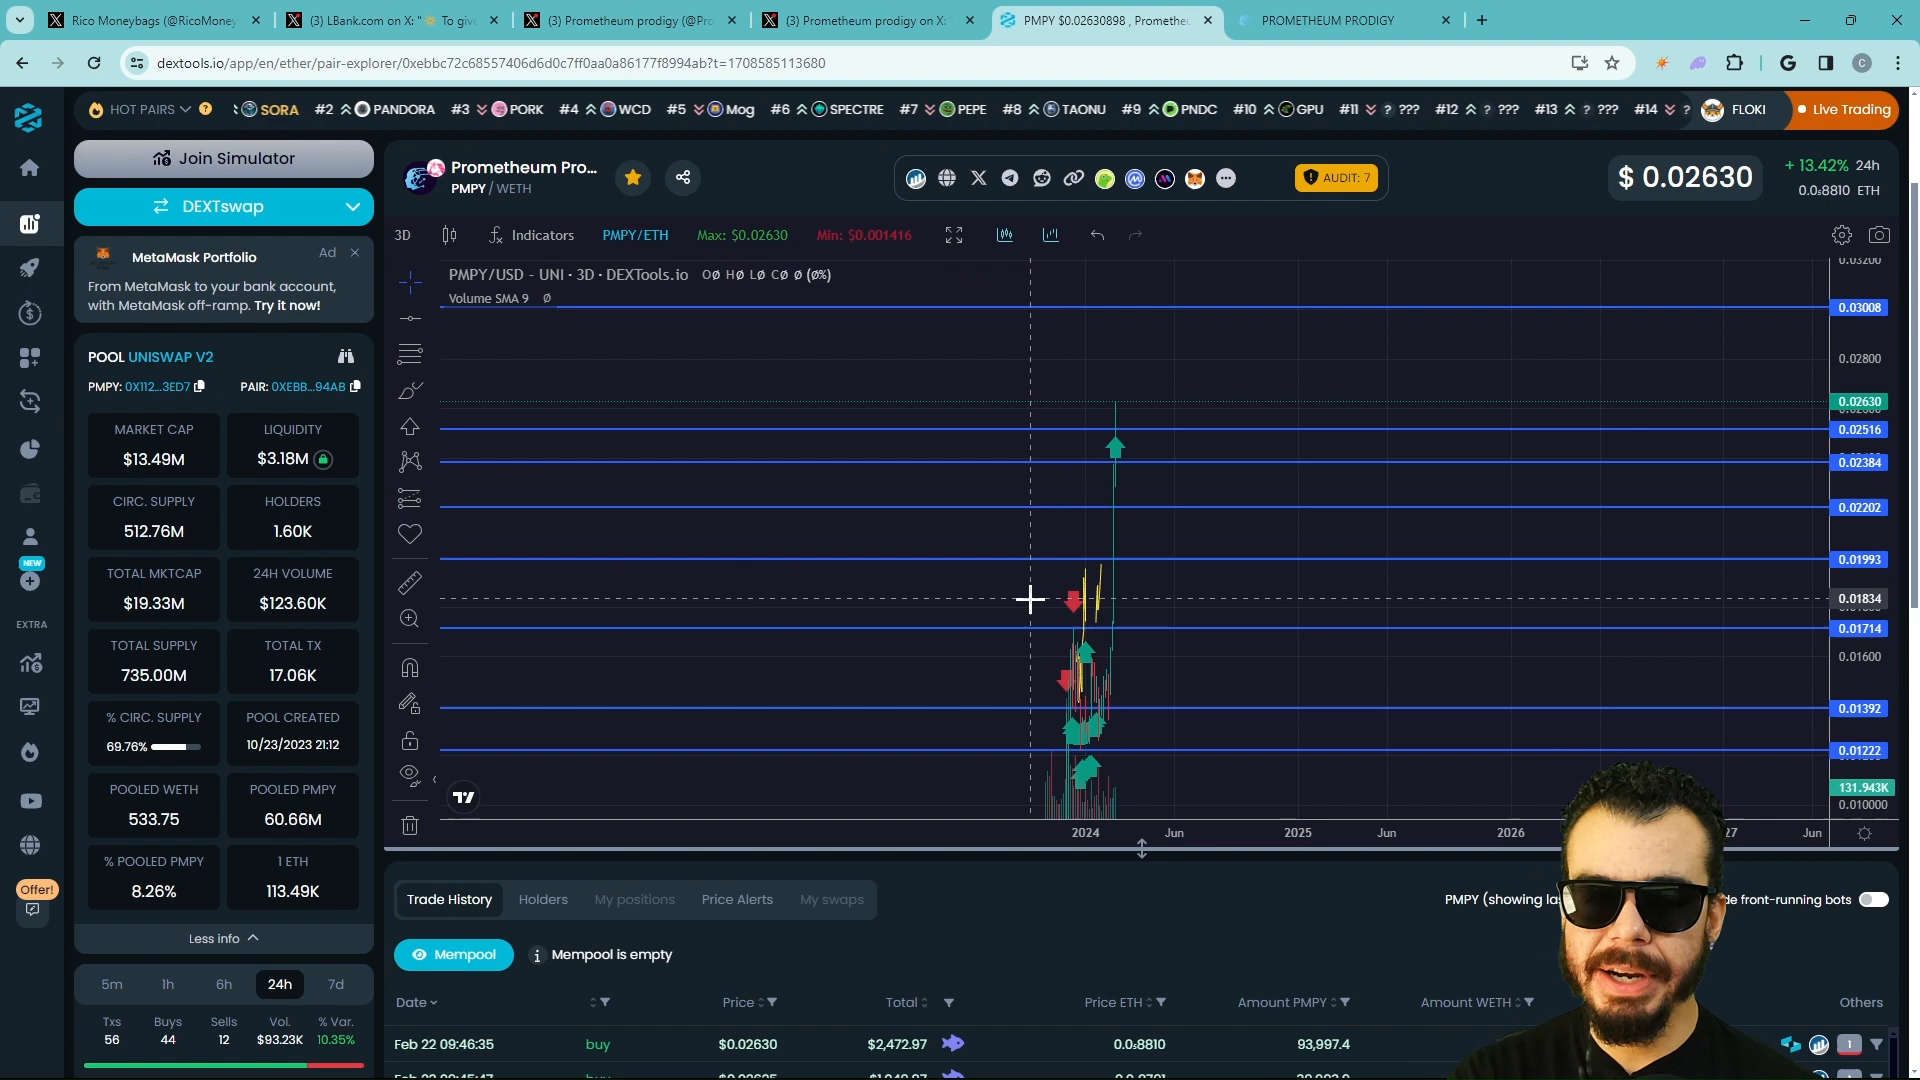 Rico Moneybags (@RicoMoney
(3) LBank.com on X: "☀️ To give
(3) Prometheum prodigy (@Pro
(3) Prometheum prodigy on X:
PMPY $0.02630898 , Prometheu
PROMETHEUM PRODIGY
dextools.io/app/en/ether/pair-explorer/0xebbc72c68557406d6d0c7ff0aa0a86177f8994ab?t=1708585113680
HOT PAIRS
SORA #2 PANDORA #3 PORK #4 WCD #5 Mog #6 SPECTRE #7 PEPE #8 TAONU #9 PNDC #10 GPU #11 ? ??? #12 ? ??? #13 ? ??? #14 ?
FLOKI
Live Trading
Join Simulator
DEXTswap
MetaMask Portfolio
Ad
From MetaMask to your bank account,
with MetaMask off-ramp. Try it now!
POOL UNISWAP V2
PMPY: 0X112...3ED7
PAIR: 0XEBB...94AB
MARKET CAP
$13.49M
LIQUIDITY
$3.18M
CIRC. SUPPLY
512.76M
HOLDERS
1.60K
TOTAL MKTCAP
$19.33M
24H VOLUME
$123.60K
TOTAL SUPPLY
735.00M
TOTAL TX
17.06K
% CIRC. SUPPLY
69.76%
POOL CREATED
10/23/2023 21:12
POOLED WETH
533.75
POOLED PMPY
60.66M
% POOLED PMPY
8.26%
1 ETH
113.49K
Less info
5m 1h 6h 24h 7d
Txs Buys Sells Vol. % Var.
56 44 12 $93.23K 10.35%
NEW
EXTRA
Offer!
Prometheum Pro...
PMPY / WETH
AUDIT: 7
$ 0.02630
+ 13.42% 24h
0.0₅8810 ETH
3D
Indicators
PMPY/ETH
Max: $0.02630
Min: $0.001416
PMPY/USD - UNI · 3D · DEXTools.io O∅ H∅ L∅ C∅ ∅ (∅%)
Volume SMA 9 ∅
0.03200
0.03008
0.02800
0.02630
0.02516
0.02384
0.02202
0.01993
0.01834
0.01714
0.01600
0.01392
0.01222
131.943K
0.010000
2024 Jun 2025 Jun 2026 27 Jun
Trade History
Holders
My positions
Price Alerts
My swaps
PMPY (showing la
de front-running bots
Mempool
Mempool is empty
Date
Price
Total
Price ETH
Amount PMPY
Amount WETH
Others
Feb 22 09:46:35 buy $0.02630 $2,472.97 0.0₅8810 93,997.4
1